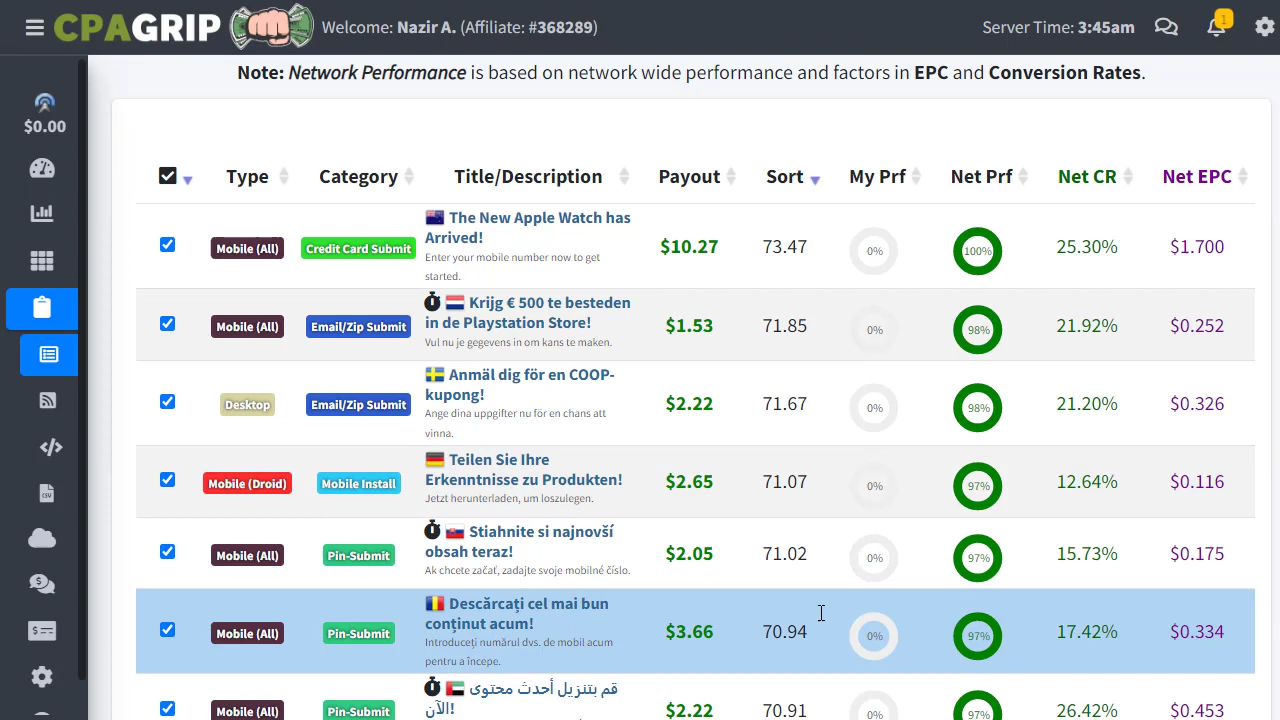 CPAGRIP Welcome: Nazir A. (Affiliate: #368289) Server Time: 3:45am 1
Note: Network Performance is based on network wide performance and factors in EPC and Conversion Rates.
$0.00
Type Category Title/Description Payout Sort My Prf Net Prf Net CR Net EPC
The New Apple Watch has
Arrived!
Enter your mobile number now to get
started.
Mobile (All) Credit Card Submit $10.27 73.47 0% 100% 25.30% $1.700
Krijg € 500 te besteden
in de Playstation Store!
Vul nu je gegevens in om kans te maken.
Mobile (All) Email/Zip Submit $1.53 71.85 0% 98% 21.92% $0.252
Anmäl dig för en COOP-
kupong!
Ange dina uppgifter nu för en chans att
vinna.
Desktop Email/Zip Submit $2.22 71.67 0% 98% 21.20% $0.326
Teilen Sie Ihre
Erkenntnisse zu Produkten!
Jetzt herunterladen, um loszulegen.
Mobile (Droid) Mobile Install $2.65 71.07 0% 97% 12.64% $0.116
Stiahnite si najnovší
obsah teraz!
Ak chcete začať, zadajte svoje mobilné číslo.
Mobile (All) Pin-Submit $2.05 71.02 0% 97% 15.73% $0.175
Descărcați cel mai bun
conținut acum!
Introduceți numărul dvs. de mobil acum
pentru a începe.
Mobile (All) Pin-Submit $3.66 70.94 0% 97% 17.42% $0.334
قم بتنزيل أحدث محتوى
الآن!
Mobile (All) Pin-Submit $2.22 70.91 0% 97% 26.42% $0.453